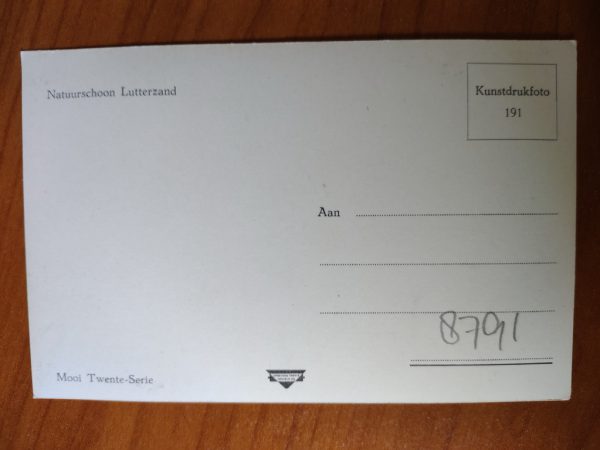 Natuurschoon Lutterzand
Kunstdrukfoto
191
Aan
8791
Mooi Twente-Serie